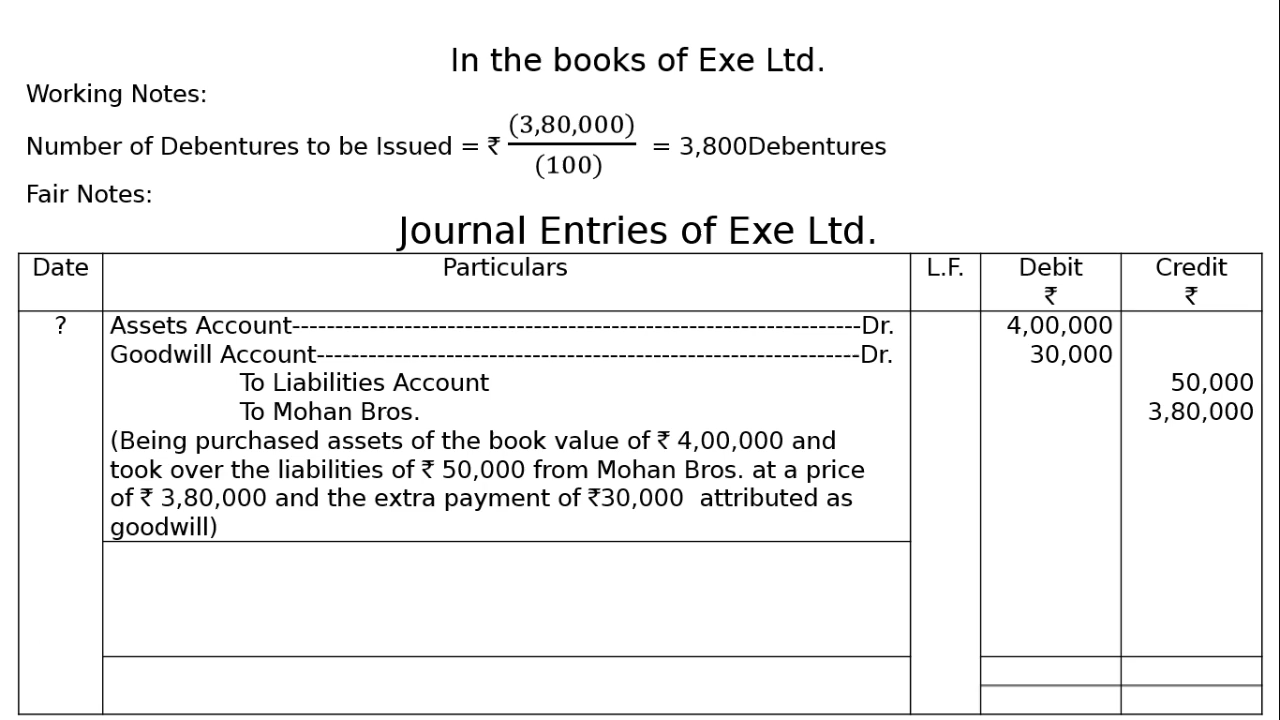 In the books of Exe Ltd.
Working Notes:
Number of Debentures to be Issued = ₹ (3,80,000)/(100) = 3,800Debentures
Fair Notes:
Journal Entries of Exe Ltd.
Date Particulars L.F. Debit ₹ Credit ₹
? Assets Account-----------------------------------------------------------------Dr. 4,00,000
Goodwill Account--------------------------------------------------------------Dr. 30,000
To Liabilities Account 50,000
To Mohan Bros. 3,80,000
(Being purchased assets of the book value of ₹ 4,00,000 and
took over the liabilities of ₹ 50,000 from Mohan Bros. at a price
of ₹ 3,80,000 and the extra payment of ₹30,000 attributed as
goodwill)